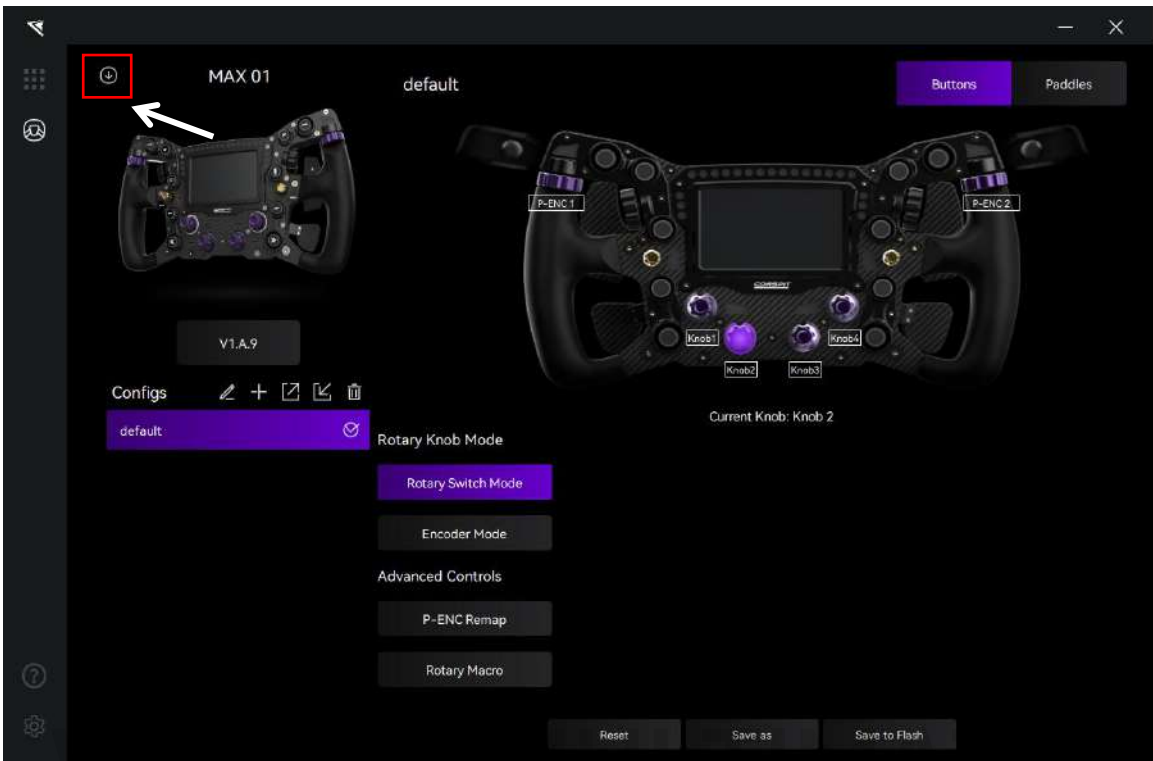 MAX 01
default
Buttons
Paddles
P-ENC 1
P-ENC 2
CONSPIT
Knob1
Knob2
Knob3
Knob4
Current Knob: Knob 2
V1.A.9
Configs
default
Rotary Knob Mode
Rotary Switch Mode
Encoder Mode
Advanced Controls
P-ENC Remap
Rotary Macro
Reset
Save as
Save to Flash